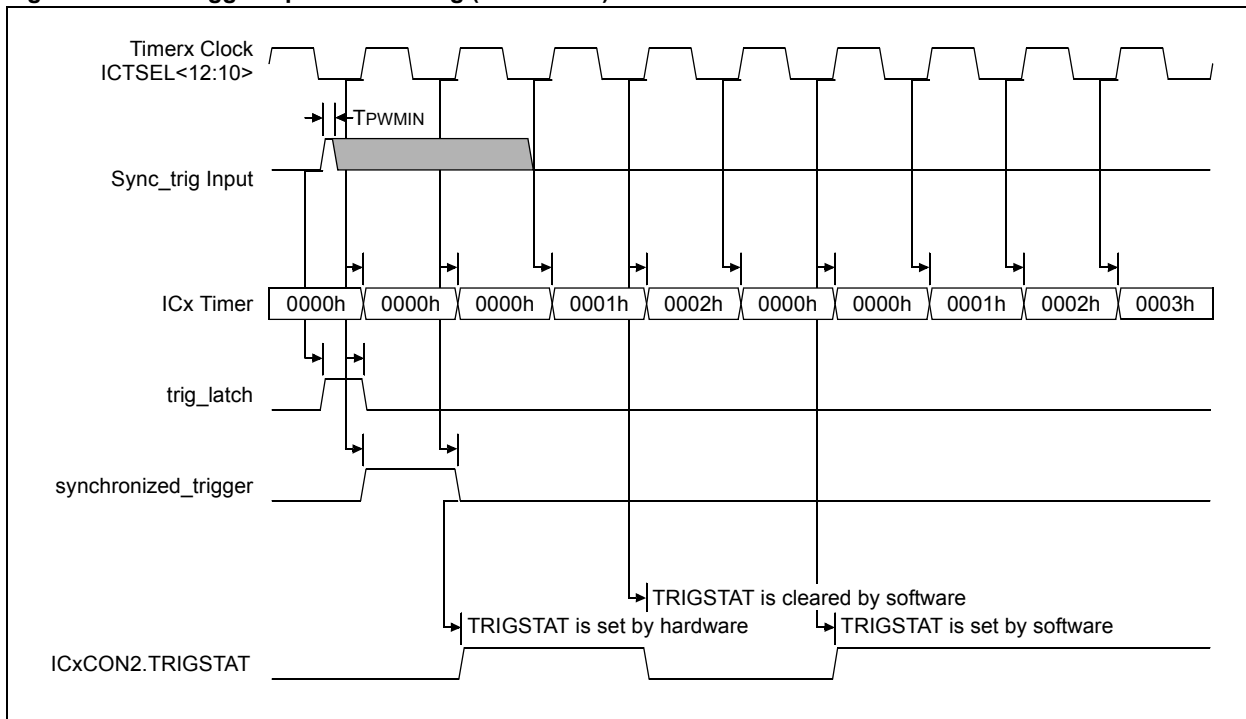 Timerx Clock
ICTSEL<12:10>
TPWMIN
Sync_trig Input
ICx Timer
0000h 0000h 0000h 0001h 0002h 0000h 0000h 0001h 0002h 0003h
trig_latch
synchronized_trigger
TRIGSTAT is cleared by software
TRIGSTAT is set by hardware
TRIGSTAT is set by software
ICxCON2.TRIGSTAT